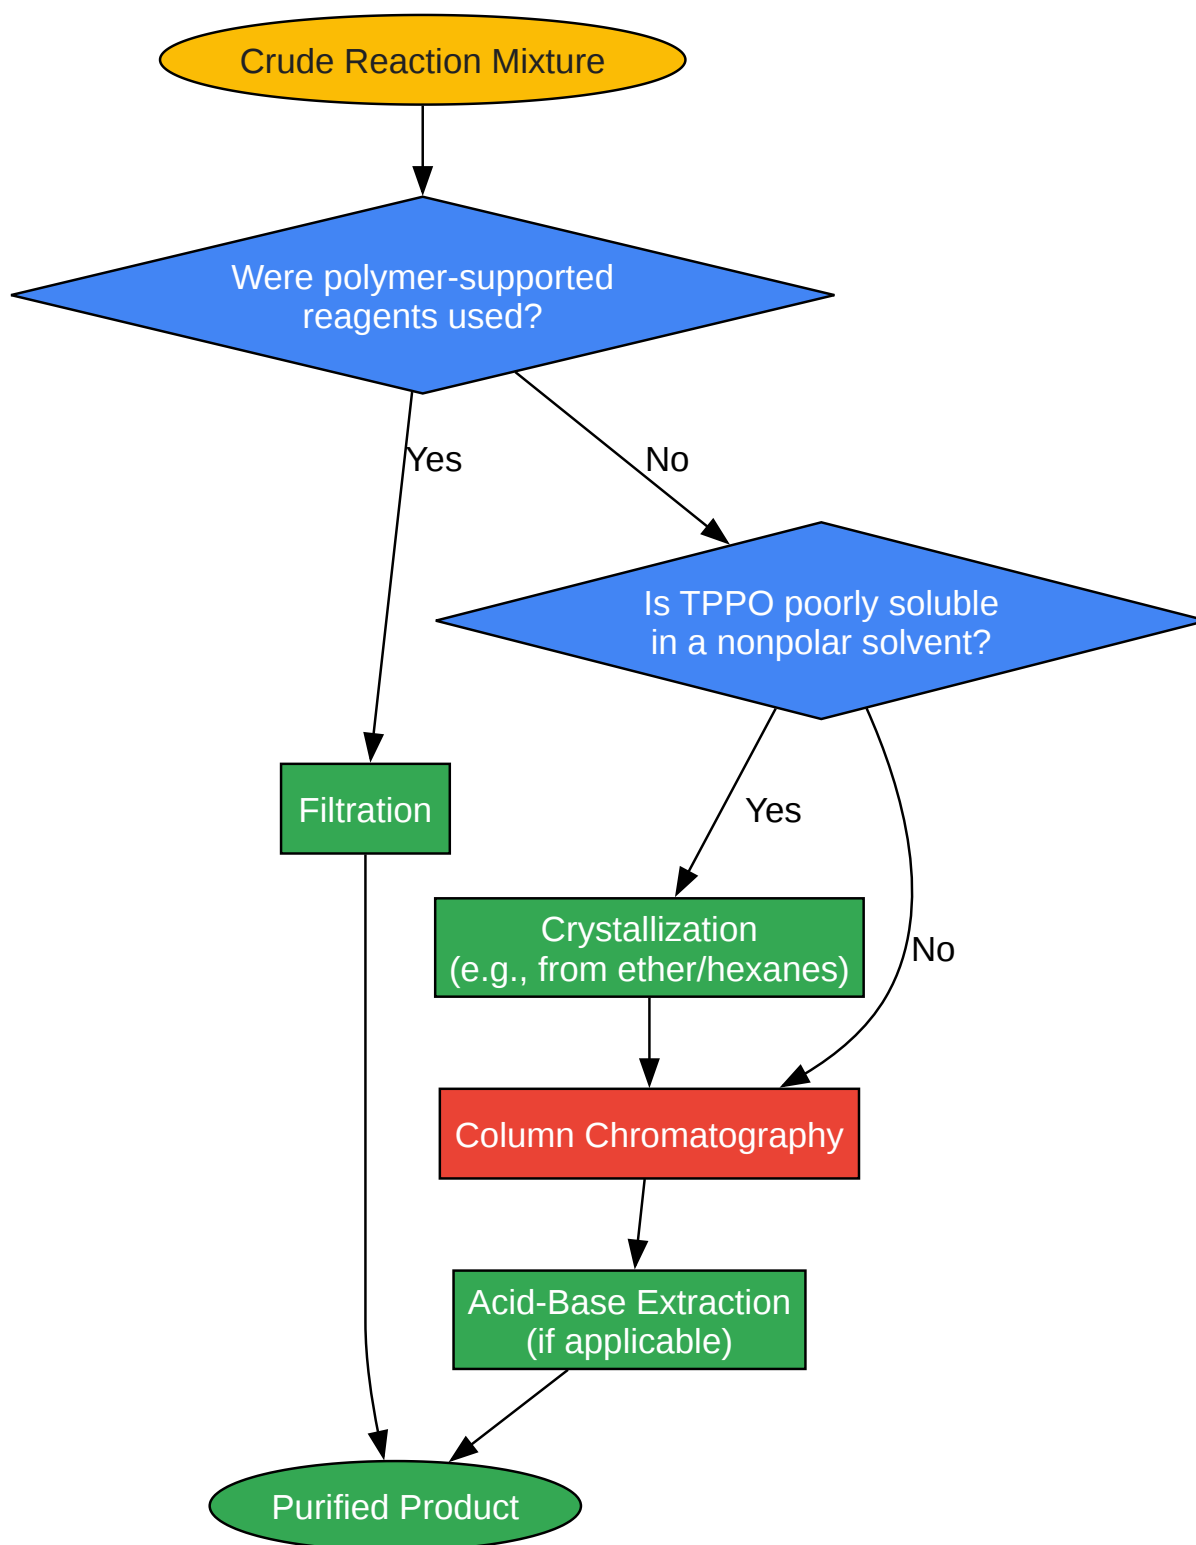 Crude Reaction Mixture
Were polymer-supported
reagents used?
Yes
No
Is TPPO poorly soluble
in a nonpolar solvent?
Filtration
Yes
Crystallization
(e.g., from ether/hexanes)
No
Column Chromatography
Acid-Base Extraction
(if applicable)
Purified Product